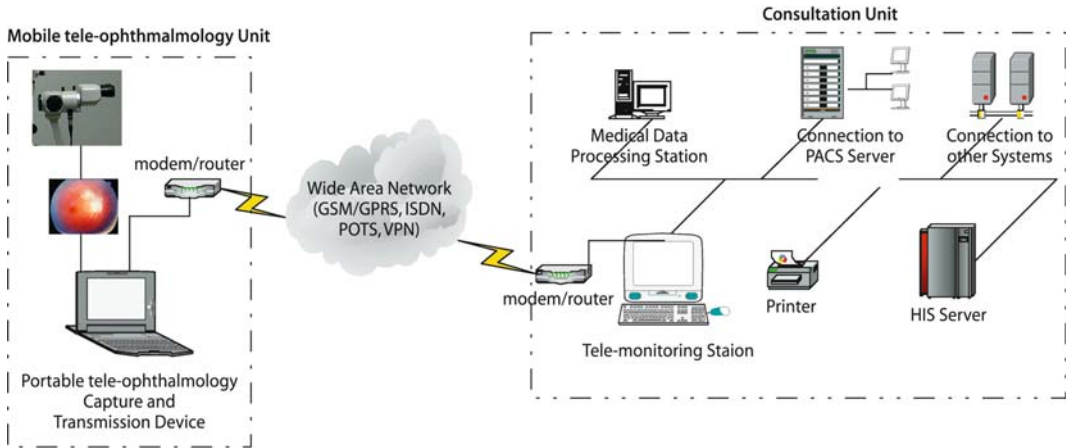 Mobile tele-ophthmalmology Unit
modem/router
Portable tele-ophthalmology
Capture and
Transmission Device
Wide Area Network
(GSM/GPRS, ISDN,
POTS, VPN)
modem/router
Consultation Unit
Medical Data
Processing Station
Connection to
PACS Server
Connection to
other Systems
Tele-monitoring Staion
Printer
HIS Server